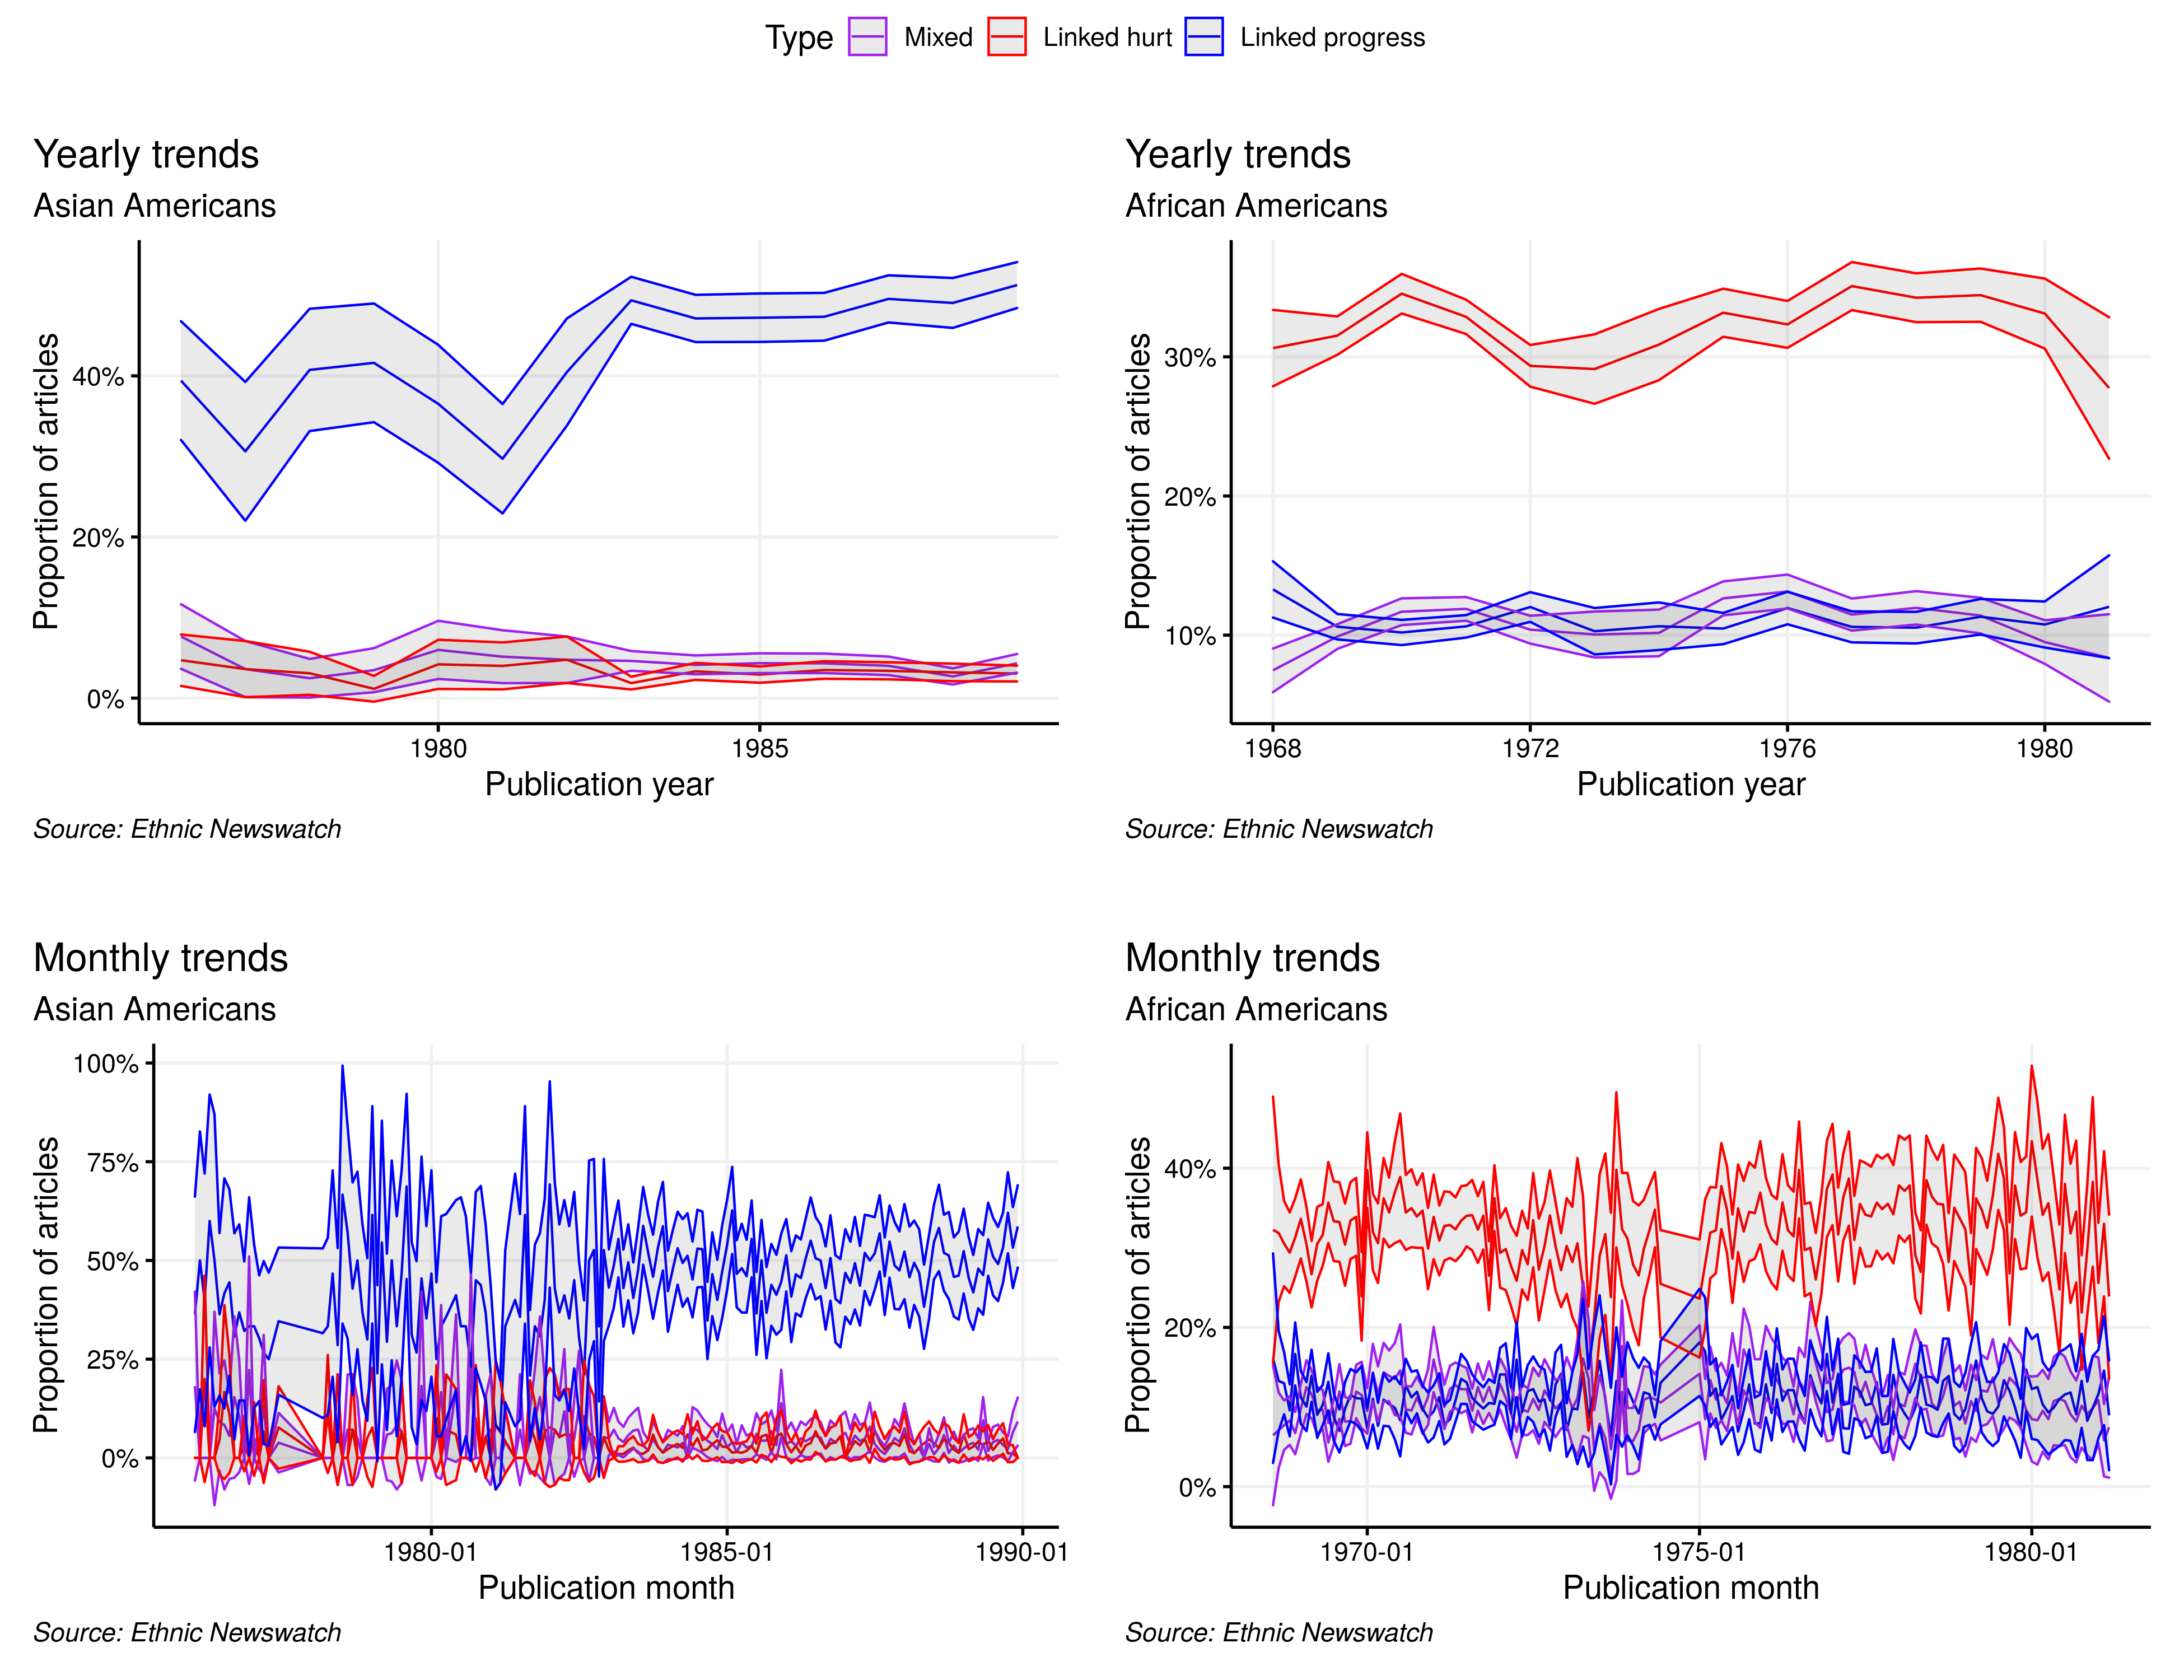 Type Mixed Linked hurt Linked progress
Yearly trends
Asian Americans
Proportion of articles
40%
20%
0%
1980 1985
Publication year
Source: Ethnic Newswatch
Yearly trends
African Americans
Proportion of articles
30%
20%
10%
1968 1972 1976 1980
Publication year
Source: Ethnic Newswatch
Monthly trends
Asian Americans
Proportion of articles
100%
75%
50%
25%
0%
1980-01 1985-01 1990-01
Publication month
Source: Ethnic Newswatch
Monthly trends
African Americans
Proportion of articles
40%
20%
0%
1970-01 1975-01 1980-01
Publication month
Source: Ethnic Newswatch